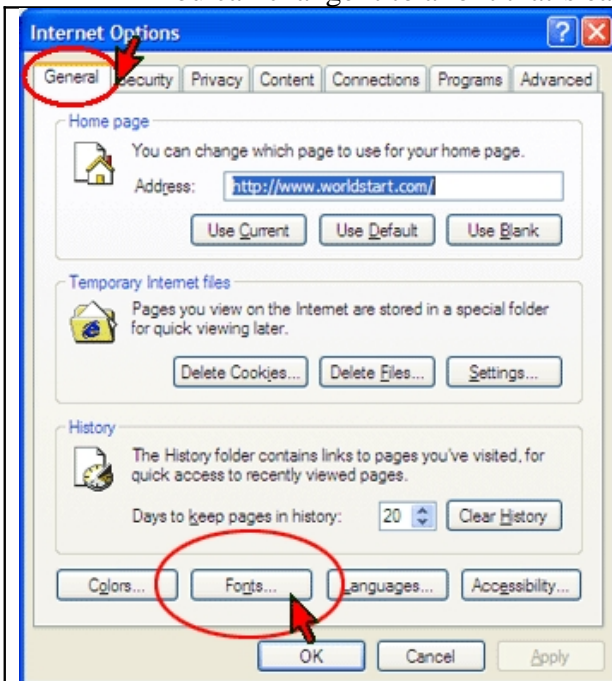 Internet Options
General Security Privacy Content Connections Programs Advanced
Home page
You can change which page to use for your home page.
Address: http://www.worldstart.com/
Use Current Use Default Use Blank
Temporary Internet files
Pages you view on the Internet are stored in a special folder
for quick viewing later.
Delete Cookies... Delete Files... Settings...
History
The History folder contains links to pages you've visited, for
quick access to recently viewed pages.
Days to keep pages in history: 20 Clear History
Colors... Fonts... Languages... Accessibility...
OK Cancel Apply